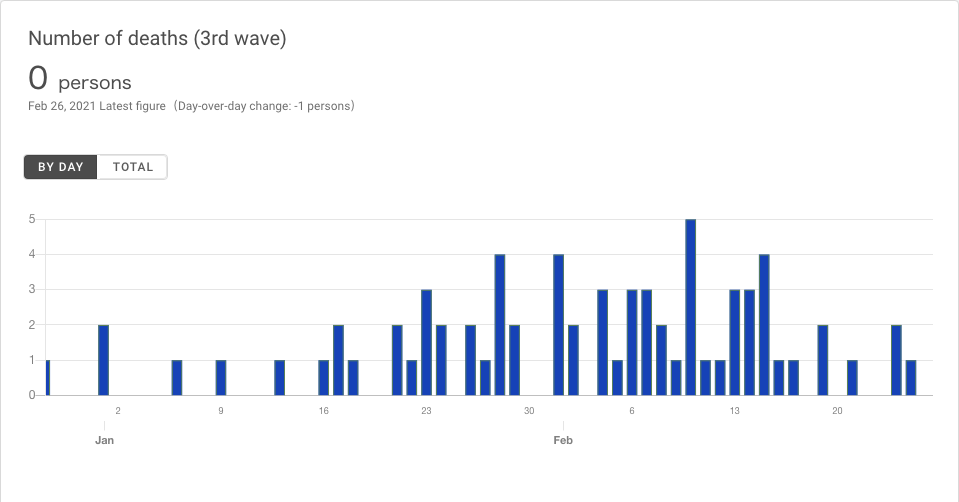 Number of deaths (3rd wave)
0 persons
Feb 26, 2021 Latest figure（Day-over-day change: -1 persons）
BY DAY TOTAL
5
4
3
2
1
0
2 9 16 23 30 6 13 20
Jan Feb